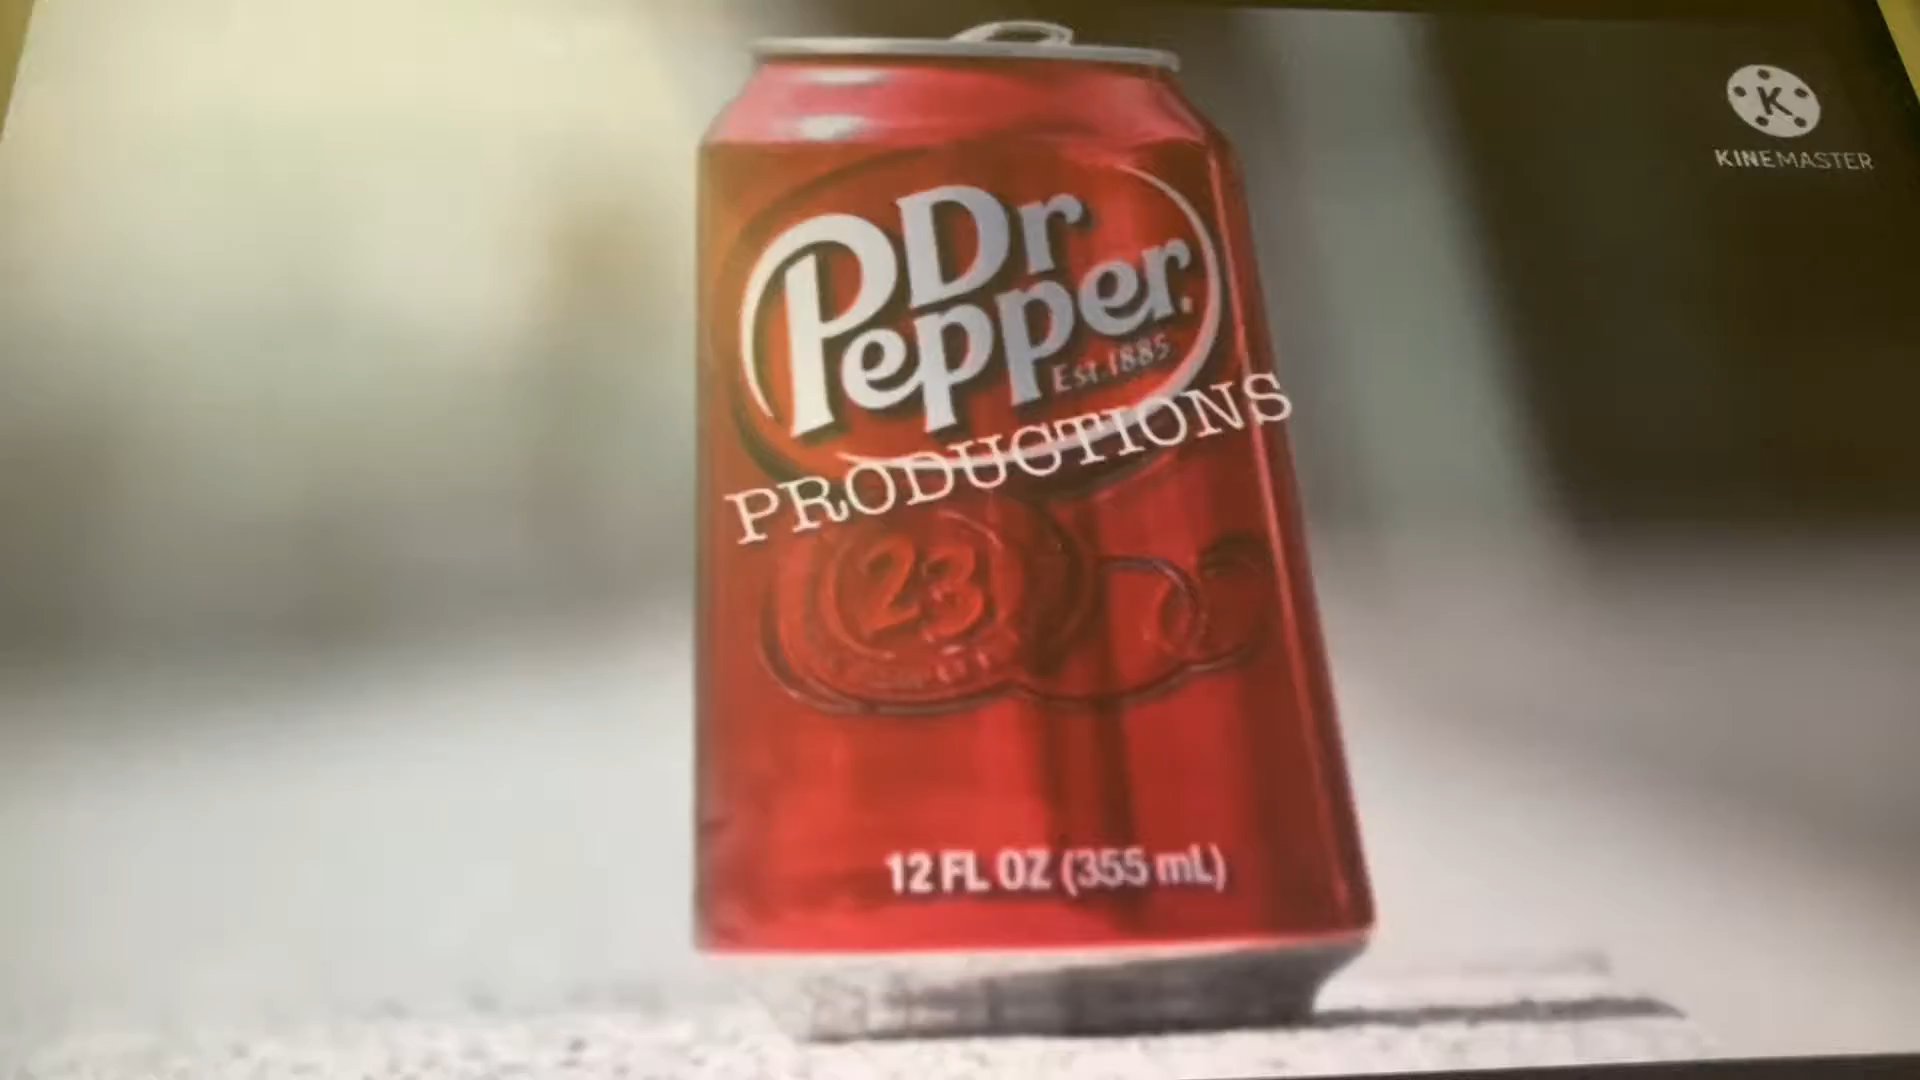 Dr
Pepper.
Est. 1885
PRODUCTIONS
23
12 FL OZ (355 mL)
K
KINEMASTER